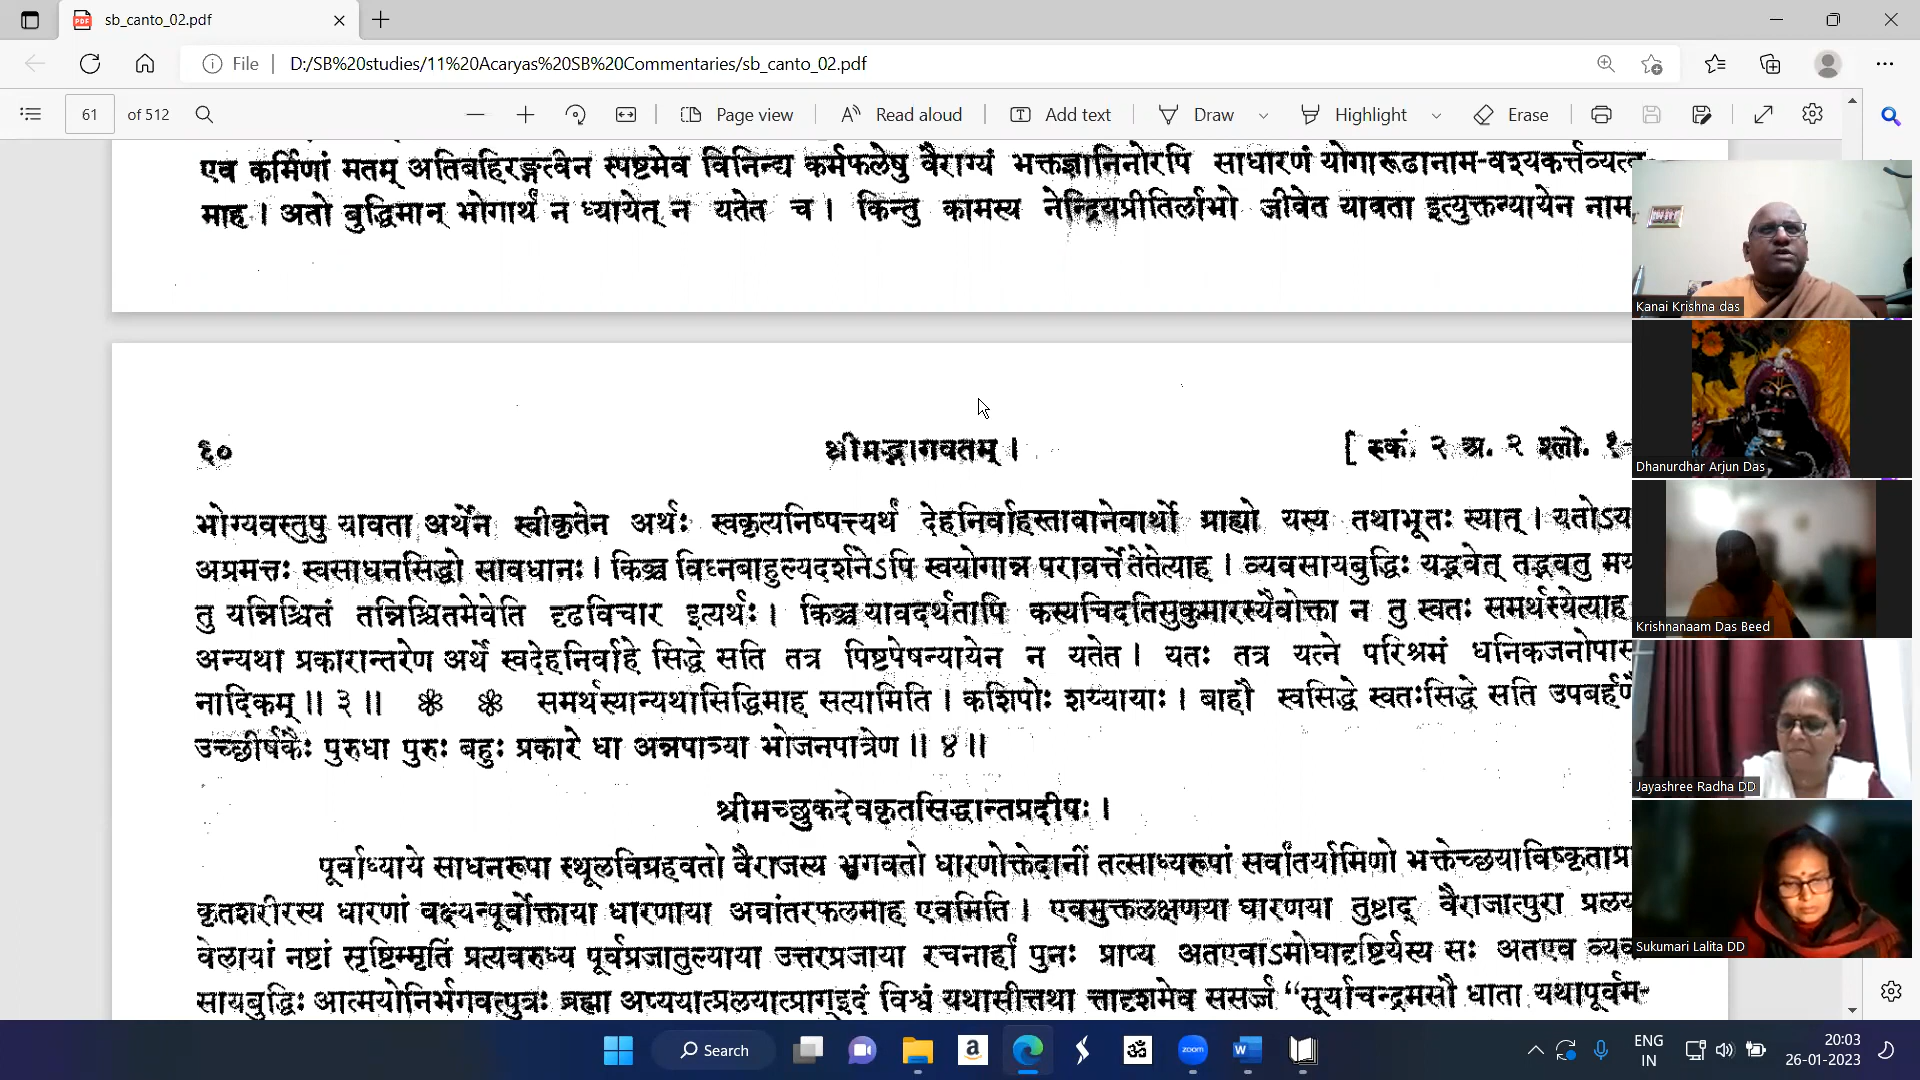 sb_canto_02.pdf
File
D:/SB%20studies/11%20Acaryas%20SB%20Commentaries/sb_canto_02.pdf
61 of 512
Page view
Read aloud
Add text
Draw
Highlight
Erase
एव कर्मिणां मतम् अतिबहिरङ्गत्वेन स्पष्टमेव विनिन्द्य कर्मफलेषु वैराग्यं भक्तज्ञानिनोरपि साधारणं योगारूढानाम-वश्यकर्त्तव्यत्व-
माह । अतो बुद्धिमान् भोगार्थं न ध्यायेत् न यतेत च । किन्तु कामस्य नेन्द्रियप्रीतिर्लाभो जीवेत यावता इत्युक्तन्यायेन नाम
६०
श्रीमद्भागवतम् ।
[ स्कं. २ अ. २ श्लो. १-
भोग्यवस्तुषु यावता अर्थेन स्वीकृतेन अर्थः स्वकृत्यनिष्पत्त्यर्थं देहनिर्वाहस्तावानेवार्थो ग्राह्यो यस्य तथाभूतः स्यात् । यतोऽय
अप्रमत्तः स्वसाधनसिद्धो सावधानः । किञ्च विघ्नबाहुल्यदर्शनेऽपि स्वयोगान्न परावर्त्तेतेत्याह । व्यवसायबुद्धिः यद्भवेत् तद्भवतु मय
तु यन्निश्चितं तन्निश्चितमेवेति दृढविचार इत्यर्थः । किञ्च यावदर्थतापि कस्यचिदतिसुकुमारस्यैवोक्ता न तु स्वतः समर्थस्येत्याह
अन्यथा प्रकारान्तरेण अर्थे स्वदेहनिर्वाहे सिद्धे सति तत्र पिष्टपेषन्यायेन न यतेत । यतः तत्र यत्ने परिश्रमं धनिकजनोपास
नादिकम् ॥ ३ ॥ समर्थस्यान्यथासिद्धिमाह सत्यामिति । कशिपोः शय्यायाः । बाहौ स्वसिद्धे स्वतःसिद्धे सति उपबर्हणै
उच्छीर्षकैः पुरुधा पुरुः बहुः प्रकारे धा अन्नपात्र्या भोजनपात्रेण ॥ ४ ॥
श्रीमच्छुकदेवकृतसिद्धान्तप्रदीपः ।
पूर्वाध्याये साधनरूपा स्थूलविग्रहवतो वैराजस्य भगवतो धारणोक्तेदानीं तत्साध्यरूपां सर्वांतर्यामिणो भक्तेच्छयाविष्कृताप्रा
कृतशरीरस्य धारणां वक्ष्यन्पूर्वोक्ताया धारणाया अवांतरफलमाह एवमिति । एवमुक्तलक्षणया धारणया तुष्टाद् वैराजात्पुरा प्रलय
वेलायां नष्टां सृष्टिस्मृतिं प्रत्यवरुध्य पूर्वप्रजातुल्याया उत्तरप्रजाया रचनार्हां पुनः प्राप्य अतएवाऽमोघादृष्टिर्यस्य सः अतएव व्यव
सायबुद्धिः आत्मयोनिर्भगवत्पुत्रः ब्रह्मा अप्ययात्प्रलयात्प्राग्इदं विश्वं यथासीत्तथा त्तादृशमेव ससर्ज “सूर्याचन्द्रमसौ धाता यथापूर्वम-
Kanai Krishna das
Dhanurdhar Arjun Das
Krishnanaam Das Beed
Jayashree Radha DD
Sukumari Lalita DD
Search
zoom
ENG
IN
20:03
26-01-2023